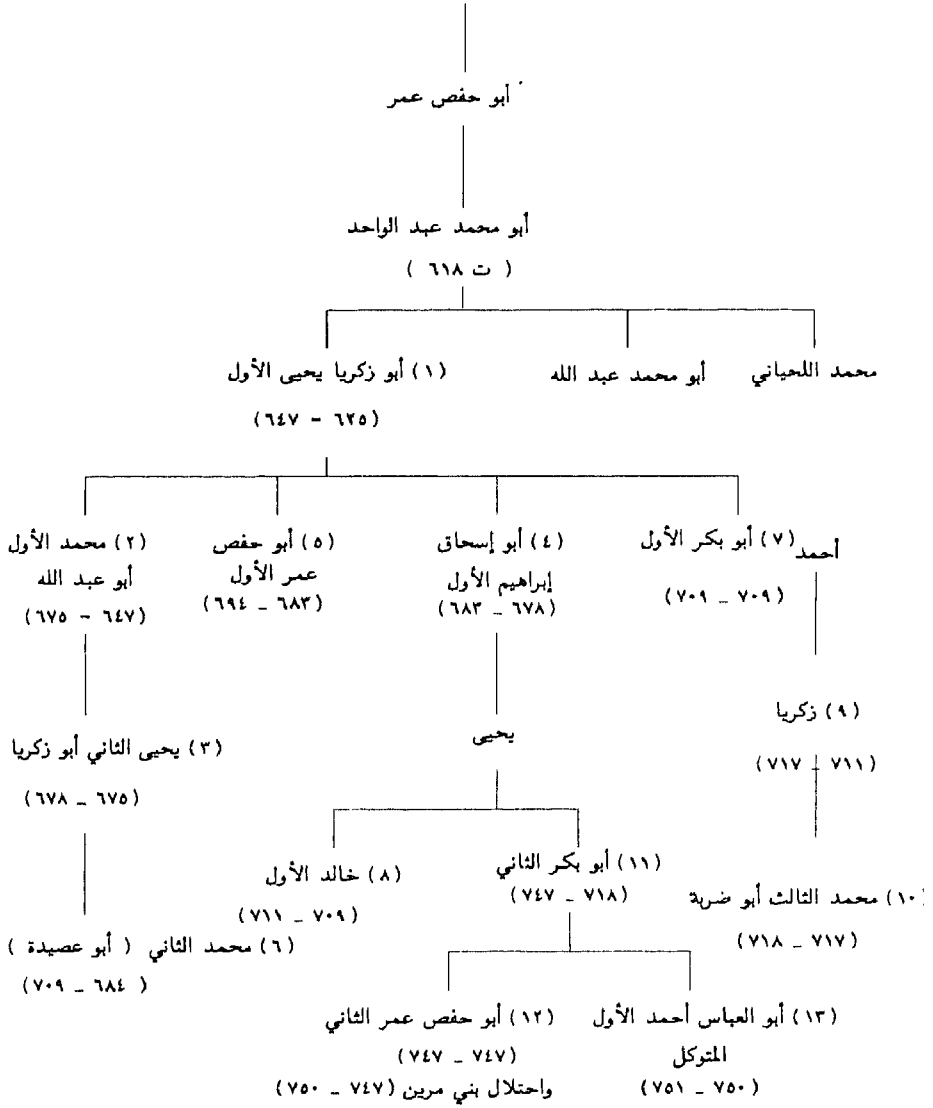 أبو حفص عمر
أبو محمد عبد الواحد
( ت ٦١٨ )
محمد اللحياني
أبو محمد عبد الله
(١) أبو زكريا يحيى الأول
(٦٢٥ - ٦٤٧)
أحمد
(٧) أبو بكر الأول
(٧٠٩ _ ٧٠٩)
(٤) أبو إسحاق
إبراهيم الأول
(٦٧٨ _ ٦٨٣)
(٥) أبو حفص
عمر الأول
(٦٨٣ _ ٦٩٤)
(٢) محمد الأول
أبو عبد الله
(٦٤٧ - ٦٧٥)
(٩) زكريا
(٧١١ _ ٧١٧)
يحيى
(٣) يحيى الثاني أبو زكريا
(٦٧٥ _ ٦٧٨)
(١٠) محمد الثالث أبو ضربة
(٧١٧ _ ٧١٨)
(١١) أبو بكر الثاني
(٧١٨ _ ٧٤٧)
(٨) خالد الأول
(٧٠٩ _ ٧١١)
(٦) محمد الثاني ( أبو عصيدة )
( ٦٨٤ _ ٧٠٩)
(١٣) أبو العباس أحمد الأول
المتوكل
(٧٥٠ _ ٧٥١)
(١٢) أبو حفص عمر الثاني
(٧٤٧ _ ٧٤٧)
واحتلال بني مرين (٧٤٧ _ ٧٥٠)